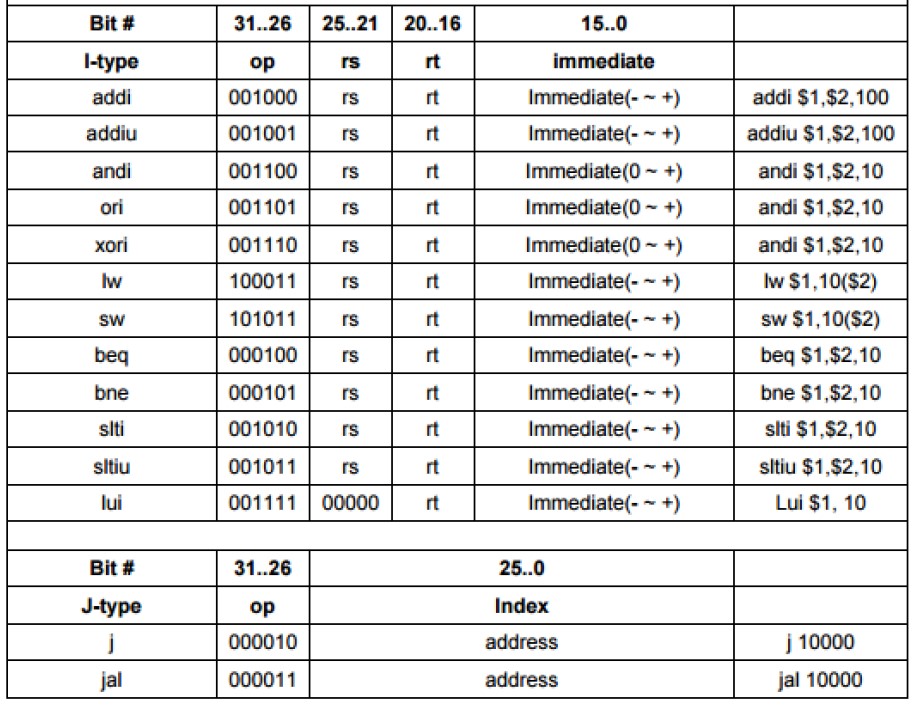 Bit # 31..26 25..21 20..16 15..0
I-type op rs rt immediate
addi 001000 rs rt Immediate(- ~ +) addi $1,$2,100
addiu 001001 rs rt Immediate(- ~ +) addiu $1,$2,100
andi 001100 rs rt Immediate(0 ~ +) andi $1,$2,10
ori 001101 rs rt Immediate(0 ~ +) andi $1,$2,10
xori 001110 rs rt Immediate(0 ~ +) andi $1,$2,10
lw 100011 rs rt Immediate(- ~ +) lw $1,10($2)
sw 101011 rs rt Immediate(- ~ +) sw $1,10($2)
beq 000100 rs rt Immediate(- ~ +) beq $1,$2,10
bne 000101 rs rt Immediate(- ~ +) bne $1,$2,10
slti 001010 rs rt Immediate(- ~ +) slti $1,$2,10
sltiu 001011 rs rt Immediate(- ~ +) sltiu $1,$2,10
lui 001111 00000 rt Immediate(- ~ +) Lui $1, 10
Bit # 31..26 25..0
J-type op Index
j 000010 address j 10000
jal 000011 address jal 10000